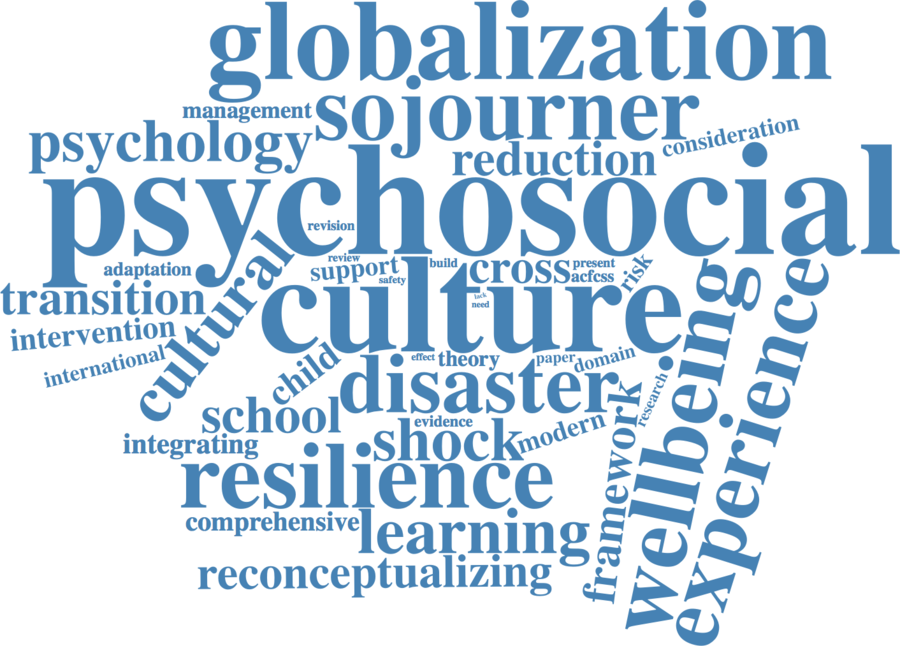 globalization
management
sojourner
psychology
reduction
consideration
psychosocial
revision
adaptation
cultural
review
support
safety
build
cross
present
acfcss
risk
transition
culture.
lack
need
intervention
international
child
effect
theory
paper
domain
disaster
school
evidence
research
integrating
shock
modern
framework
wellbeing
experience
resilience
comprehensive
learning
reconceptualizing